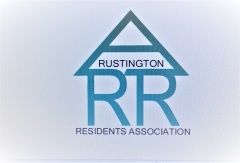 A
RUSTINGTON
RR
RESIDENTS ASSOCIATION